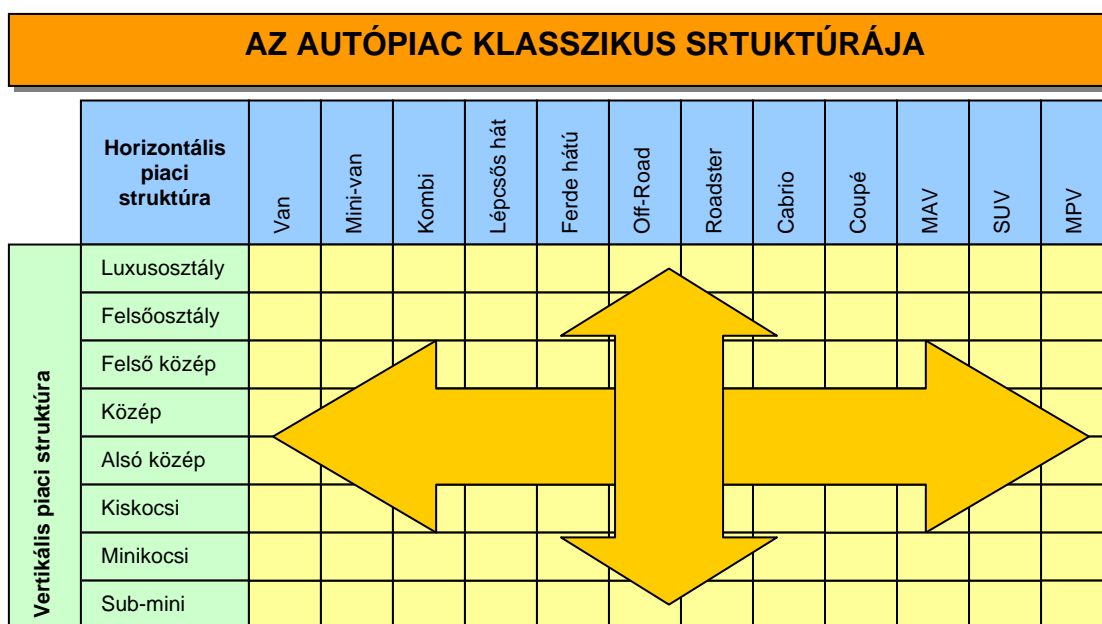 AZ AUTÓPIAC KLASSZIKUS SRTUKTÚRÁJA
Horizontális
piaci
struktúra
Van
Mini-van
Kombi
Lépcsős hát
Ferde hátú
Off-Road
Roadster
Cabrio
Coupé
MAV
SUV
MPV
Vertikális piaci struktúra
Luxusosztály
Felsőosztály
Felső közép
Közép
Alsó közép
Kiskocsi
Minikocsi
Sub-mini